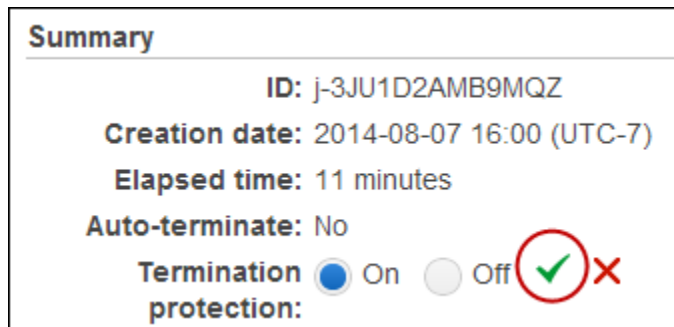 Summary
ID: j-3JU1D2AMB9MQZ
Creation date: 2014-08-07 16:00 (UTC-7)
Elapsed time: 11 minutes
Auto-terminate: No
Termination On Off
protection: